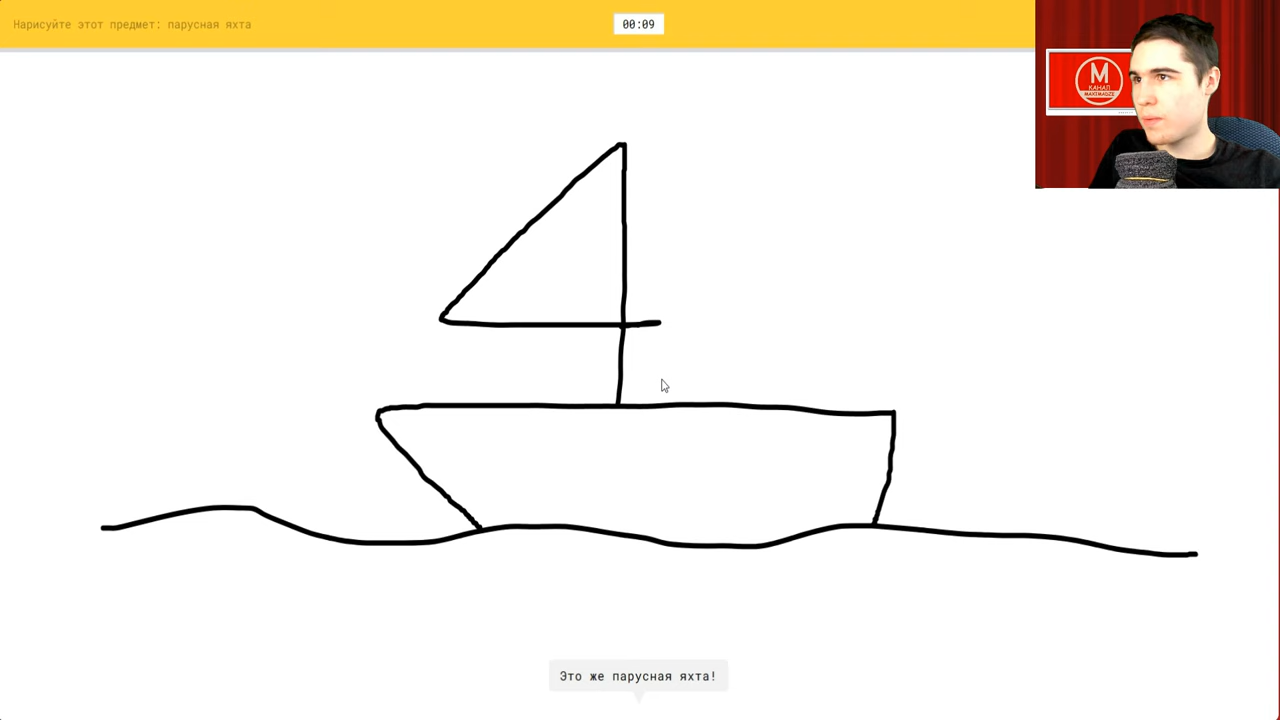 Нарисуйте этот предмет: парусная яхта
00:09
М
КАНАЛ
MAXIMADZE
Это же парусная яхта!